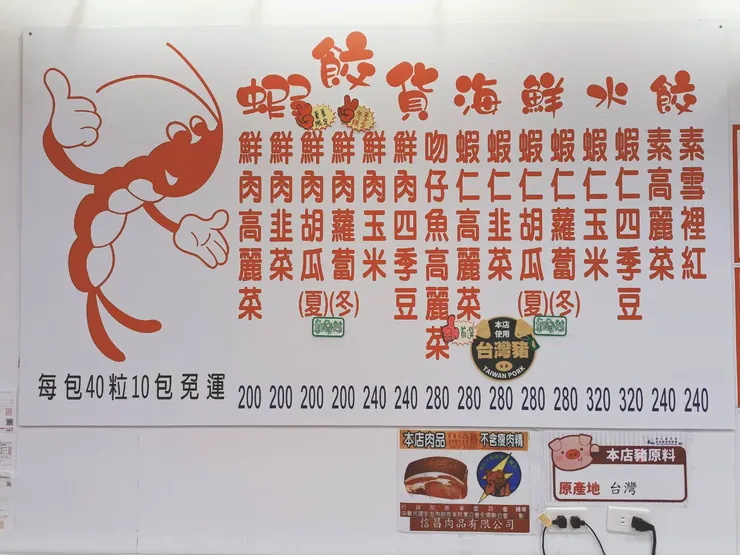 蝦餃貨海鮮水餃
鮮肉高麗菜
鮮肉韭菜
鮮肉胡瓜(夏)
鮮肉蘿蔔(冬)
鮮肉玉米
鮮肉四季豆
吻仔魚高麗菜
蝦仁高麗菜
蝦仁韭菜
蝦仁胡瓜(夏)
蝦仁蘿蔔(冬)
蝦仁玉米
蝦仁四季豆
素高麗菜
素雪裡紅
本店
使用
台灣豬
TAIWAN PORK
每包40粒10包免運
200 200 200 200 240 240 280 280 280 280 280 320 320 240 240
本店肉品 合格 不含瘦肉精
信昌肉品有限公司
本店豬原料
原產地 台灣